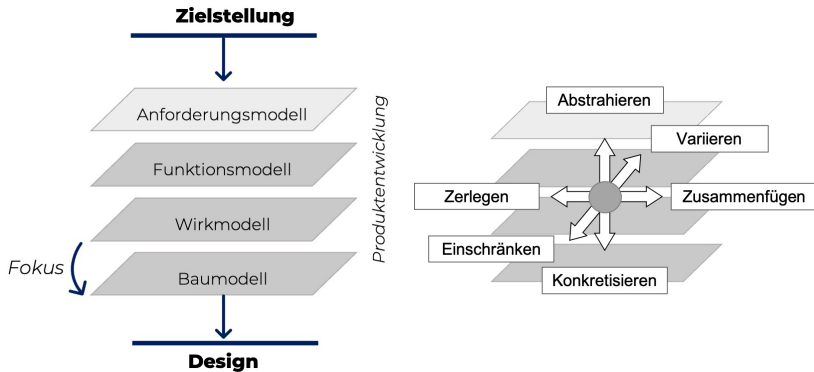 Zielstellung
Anforderungsmodell
Funktionsmodell
Wirkmodell
Baumodell
Fokus
Design
Produktentwicklung
Abstrahieren
Variieren
Zerlegen
Zusammenfügen
Einschränken
Konkretisieren